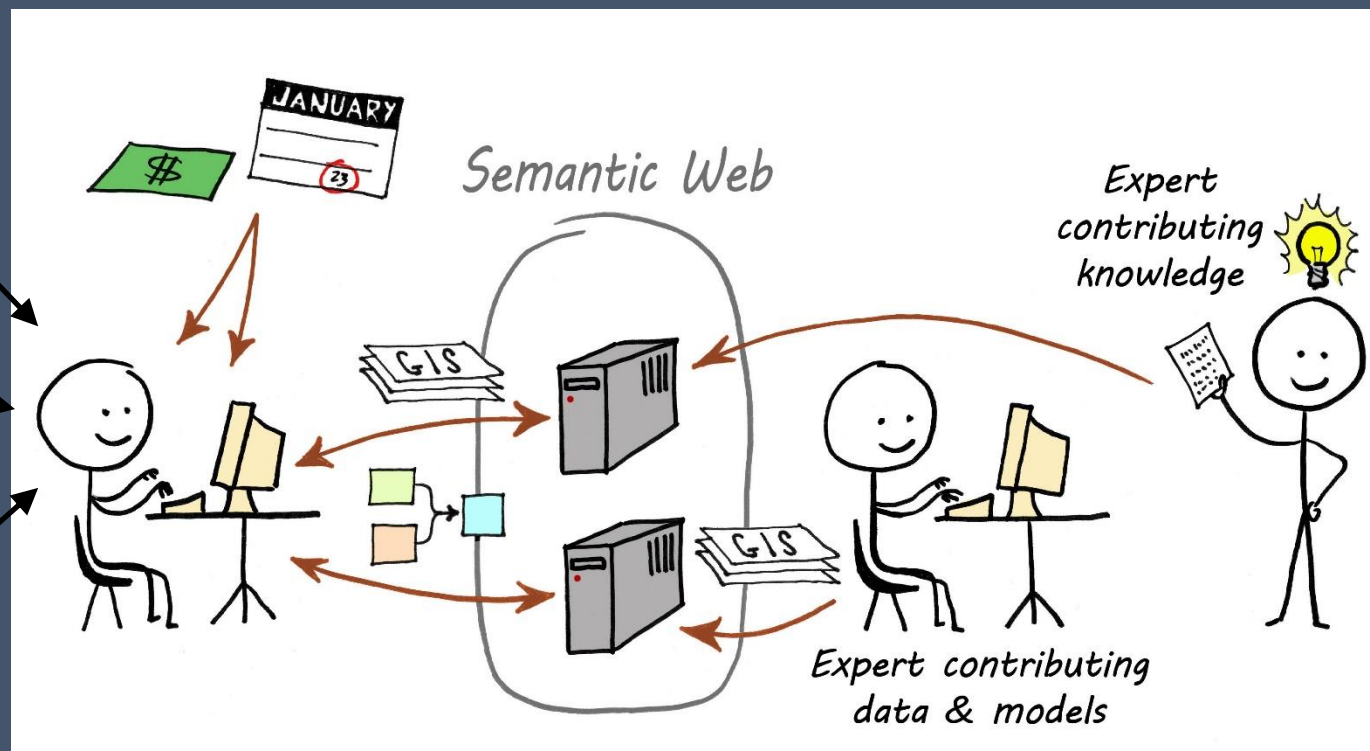 JANUARY
23
$
Semantic Web
Expert
contributing
knowledge
GIS
GIS
Expert contributing
data & models